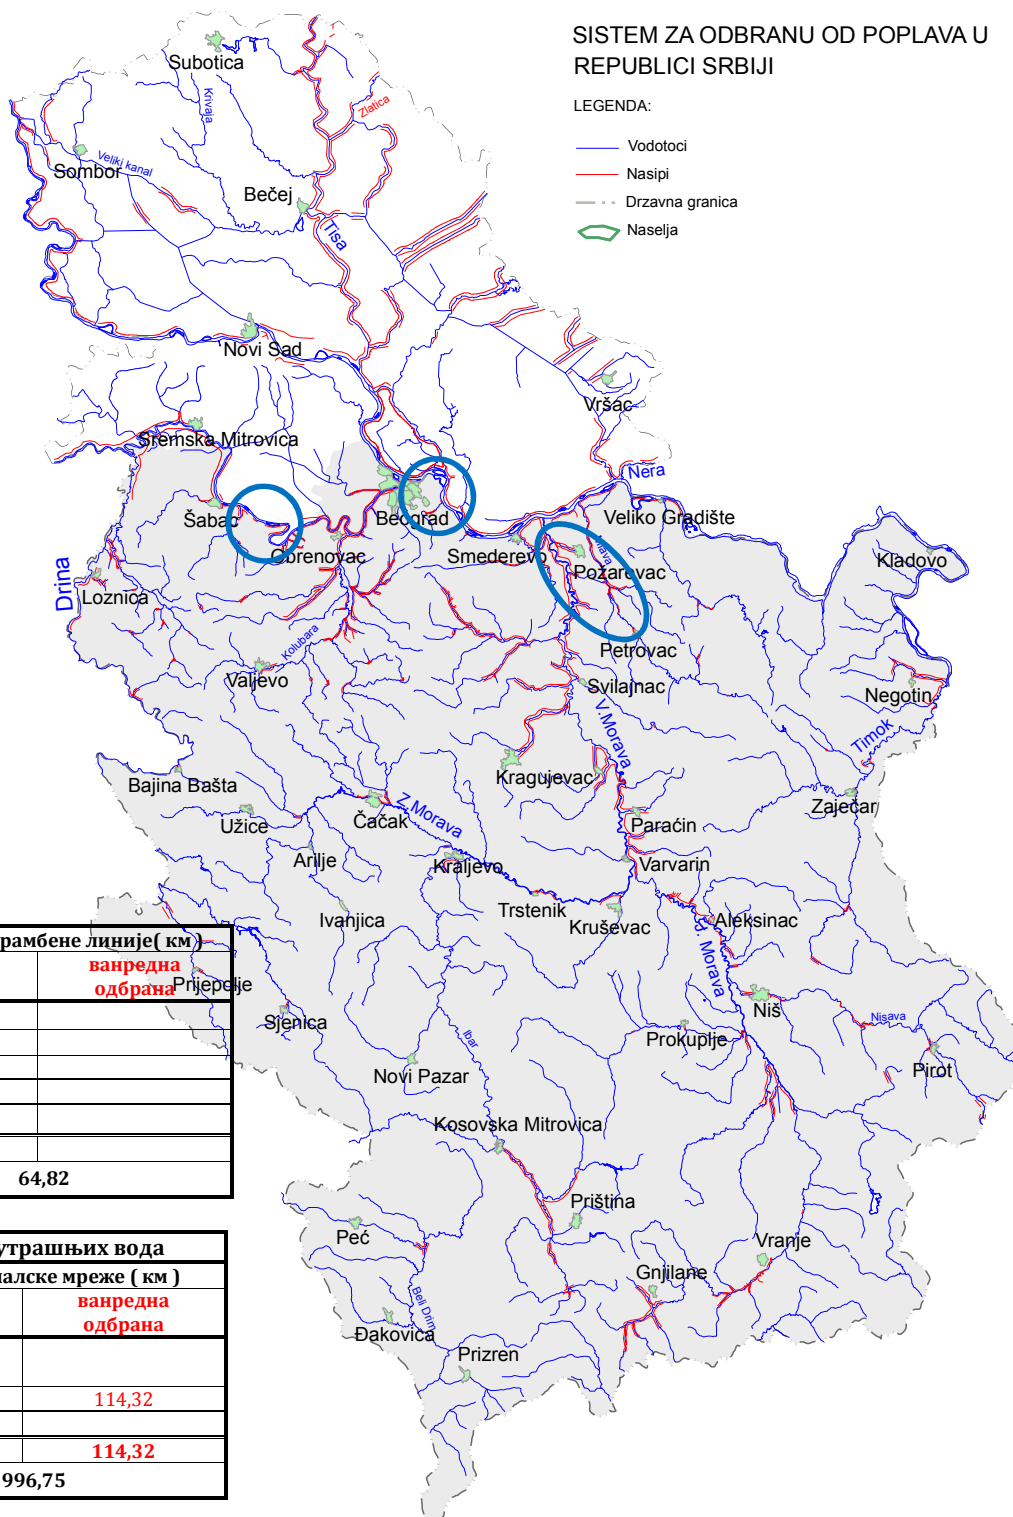 SISTEM ZA ODBRANU OD POPLAVA U
REPUBLICI SRBIJI
LEGENDA:
Vodotoci
Nasipi
Drzavna granica
Naselja
Subotica
Krivaja
Zlatica
Sombor
Veliki kanal
Bečej
Tisa
Novi Sad
Vršac
Sremska Mitrovica
Nera
Šabac
Beograd
Veliko Gradište
Obrenovac
Smederevo
Mlava
Požarevac
Kladovo
Drina
Loznica
Kolubara
Petrovac
Valjevo
Svilajnac
Negotin
V.Morava
Timok
Bajina Bašta
Kragujevac
Zaječar
Užice
Čačak
Z.Morava
Paraćin
Arilje
Kraljevo
Varvarin
Ivanjica
Trstenik
Kruševac
Aleksinac
J. Morava
рамбене линије( км )
ванредна
одбрана
Prijepolje
Sjenica
Niš
Nisava
Ibar
Prokuplje
Novi Pazar
Pirot
Kosovska Mitrovica
64,82
Priština
Peć
Vranje
утрашњих вода
налске мреже ( км )
ванредна
одбрана
Gnjilane
Beli Drim
Đakovica
Prizren
114,32
114,32
996,75